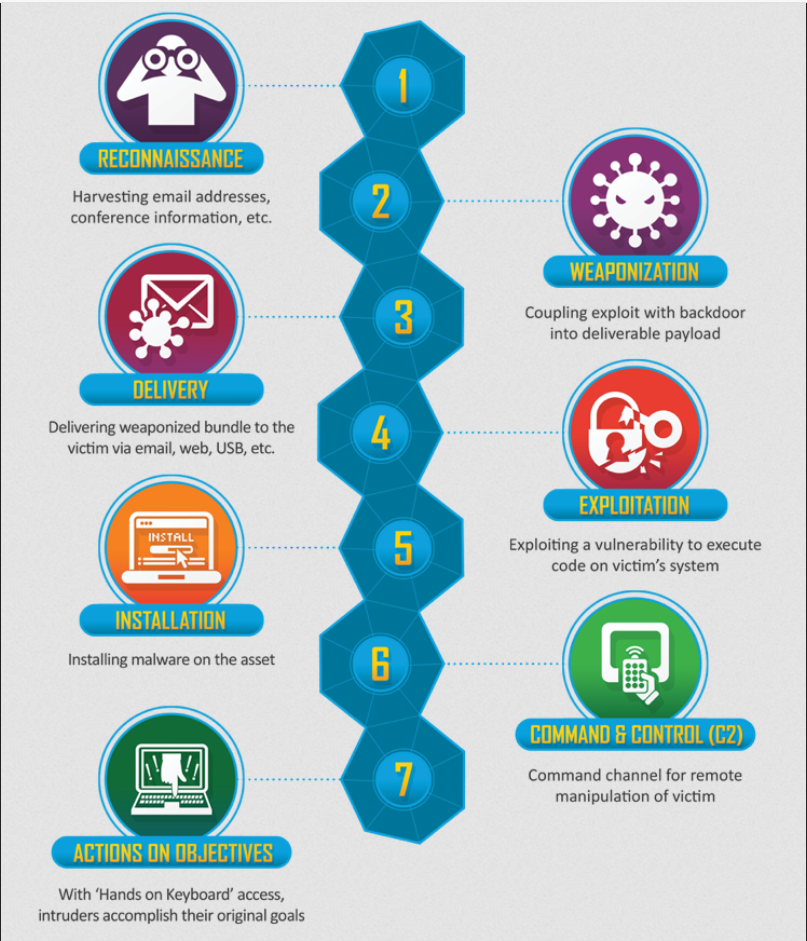 1
RECONNAISSANCE
Harvesting email addresses,
conference information, etc.
2
WEAPONIZATION
Coupling exploit with backdoor
into deliverable payload
3
DELIVERY
Delivering weaponized bundle to the
victim via email, web, USB, etc.
4
EXPLOITATION
Exploiting a vulnerability to execute
code on victim's system
5
INSTALL
INSTALLATION
Installing malware on the asset
6
COMMAND & CONTROL (C2)
Command channel for remote
manipulation of victim
7
ACTIONS ON OBJECTIVES
With ‘Hands on Keyboard’ access,
intruders accomplish their original goals